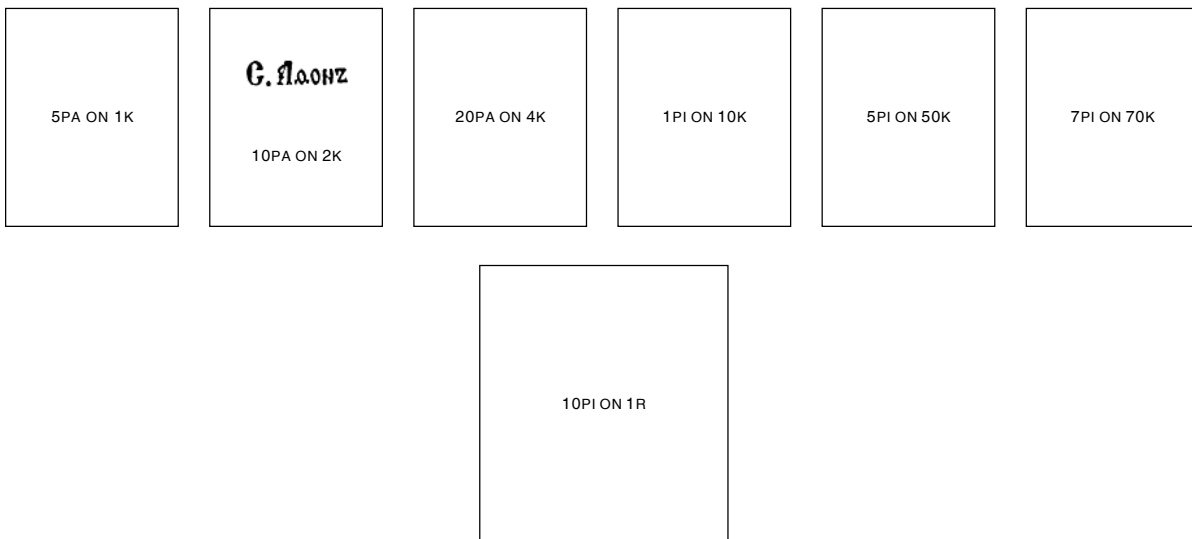 5PA ON 1K
С. Аѳонъ
10PA ON 2K
20PA ON 4K
1PI ON 10K
5PI ON 50K
7PI ON 70K
10PI ON 1R